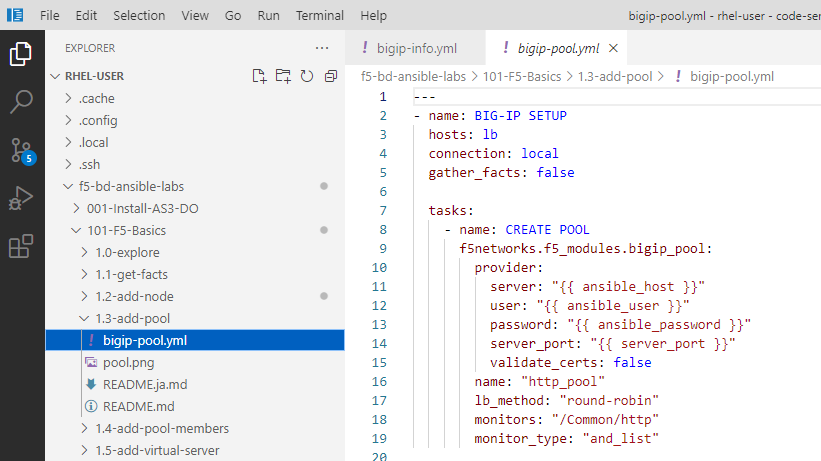 File Edit Selection View Go Run Terminal Help bigip-pool.yml - rhel-user - code-ser
EXPLORER
RHEL-USER
.cache
.config
.local
.ssh
f5-bd-ansible-labs
001-Install-AS3-DO
101-F5-Basics
1.0-explore
1.1-get-facts
1.2-add-node
1.3-add-pool
! bigip-pool.yml
pool.png
README.ja.md
README.md
1.4-add-pool-members
1.5-add-virtual-server
5
! bigip-info.yml ! bigip-pool.yml
f5-bd-ansible-labs > 101-F5-Basics > 1.3-add-pool > ! bigip-pool.yml
1 ---
2 - name: BIG-IP SETUP
3 hosts: lb
4 connection: local
5 gather_facts: false
6
7 tasks:
8 - name: CREATE POOL
9 f5networks.f5_modules.bigip_pool:
10 provider:
11 server: "{{ ansible_host }}"
12 user: "{{ ansible_user }}"
13 password: "{{ ansible_password }}"
14 server_port: "{{ server_port }}"
15 validate_certs: false
16 name: "http_pool"
17 lb_method: "round-robin"
18 monitors: "/Common/http"
19 monitor_type: "and_list"
20